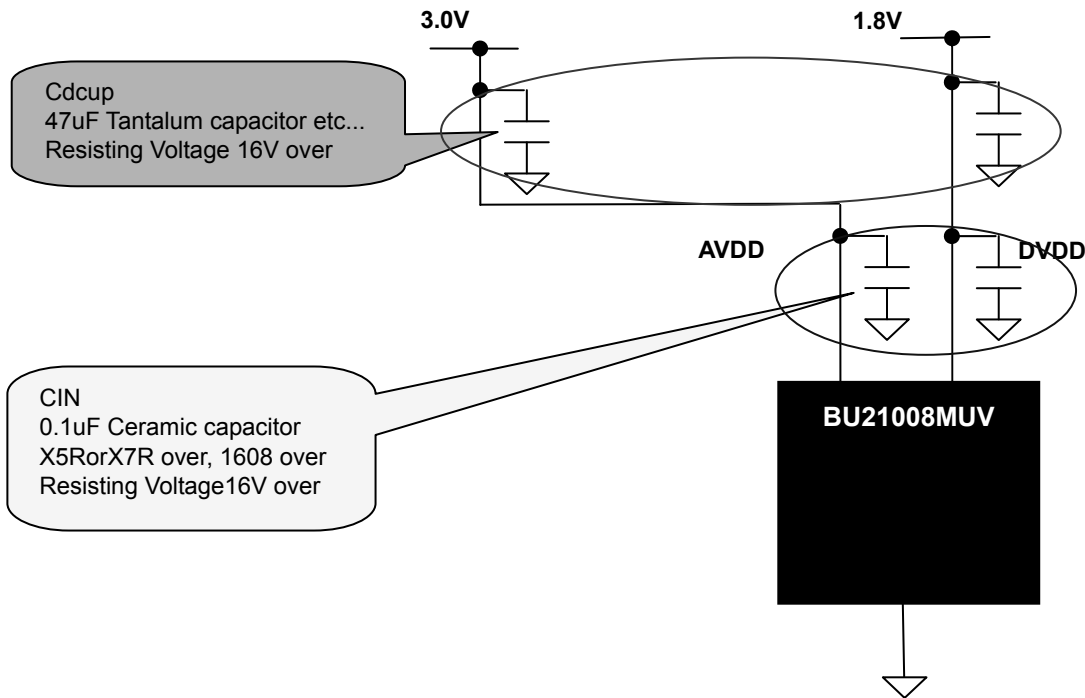 3.0V
1.8V
Cdcup
47uF Tantalum capacitor etc...
Resisting Voltage 16V over
AVDD
DVDD
CIN
0.1uF Ceramic capacitor
X5RorX7R over, 1608 over
Resisting Voltage16V over
BU21008MUV